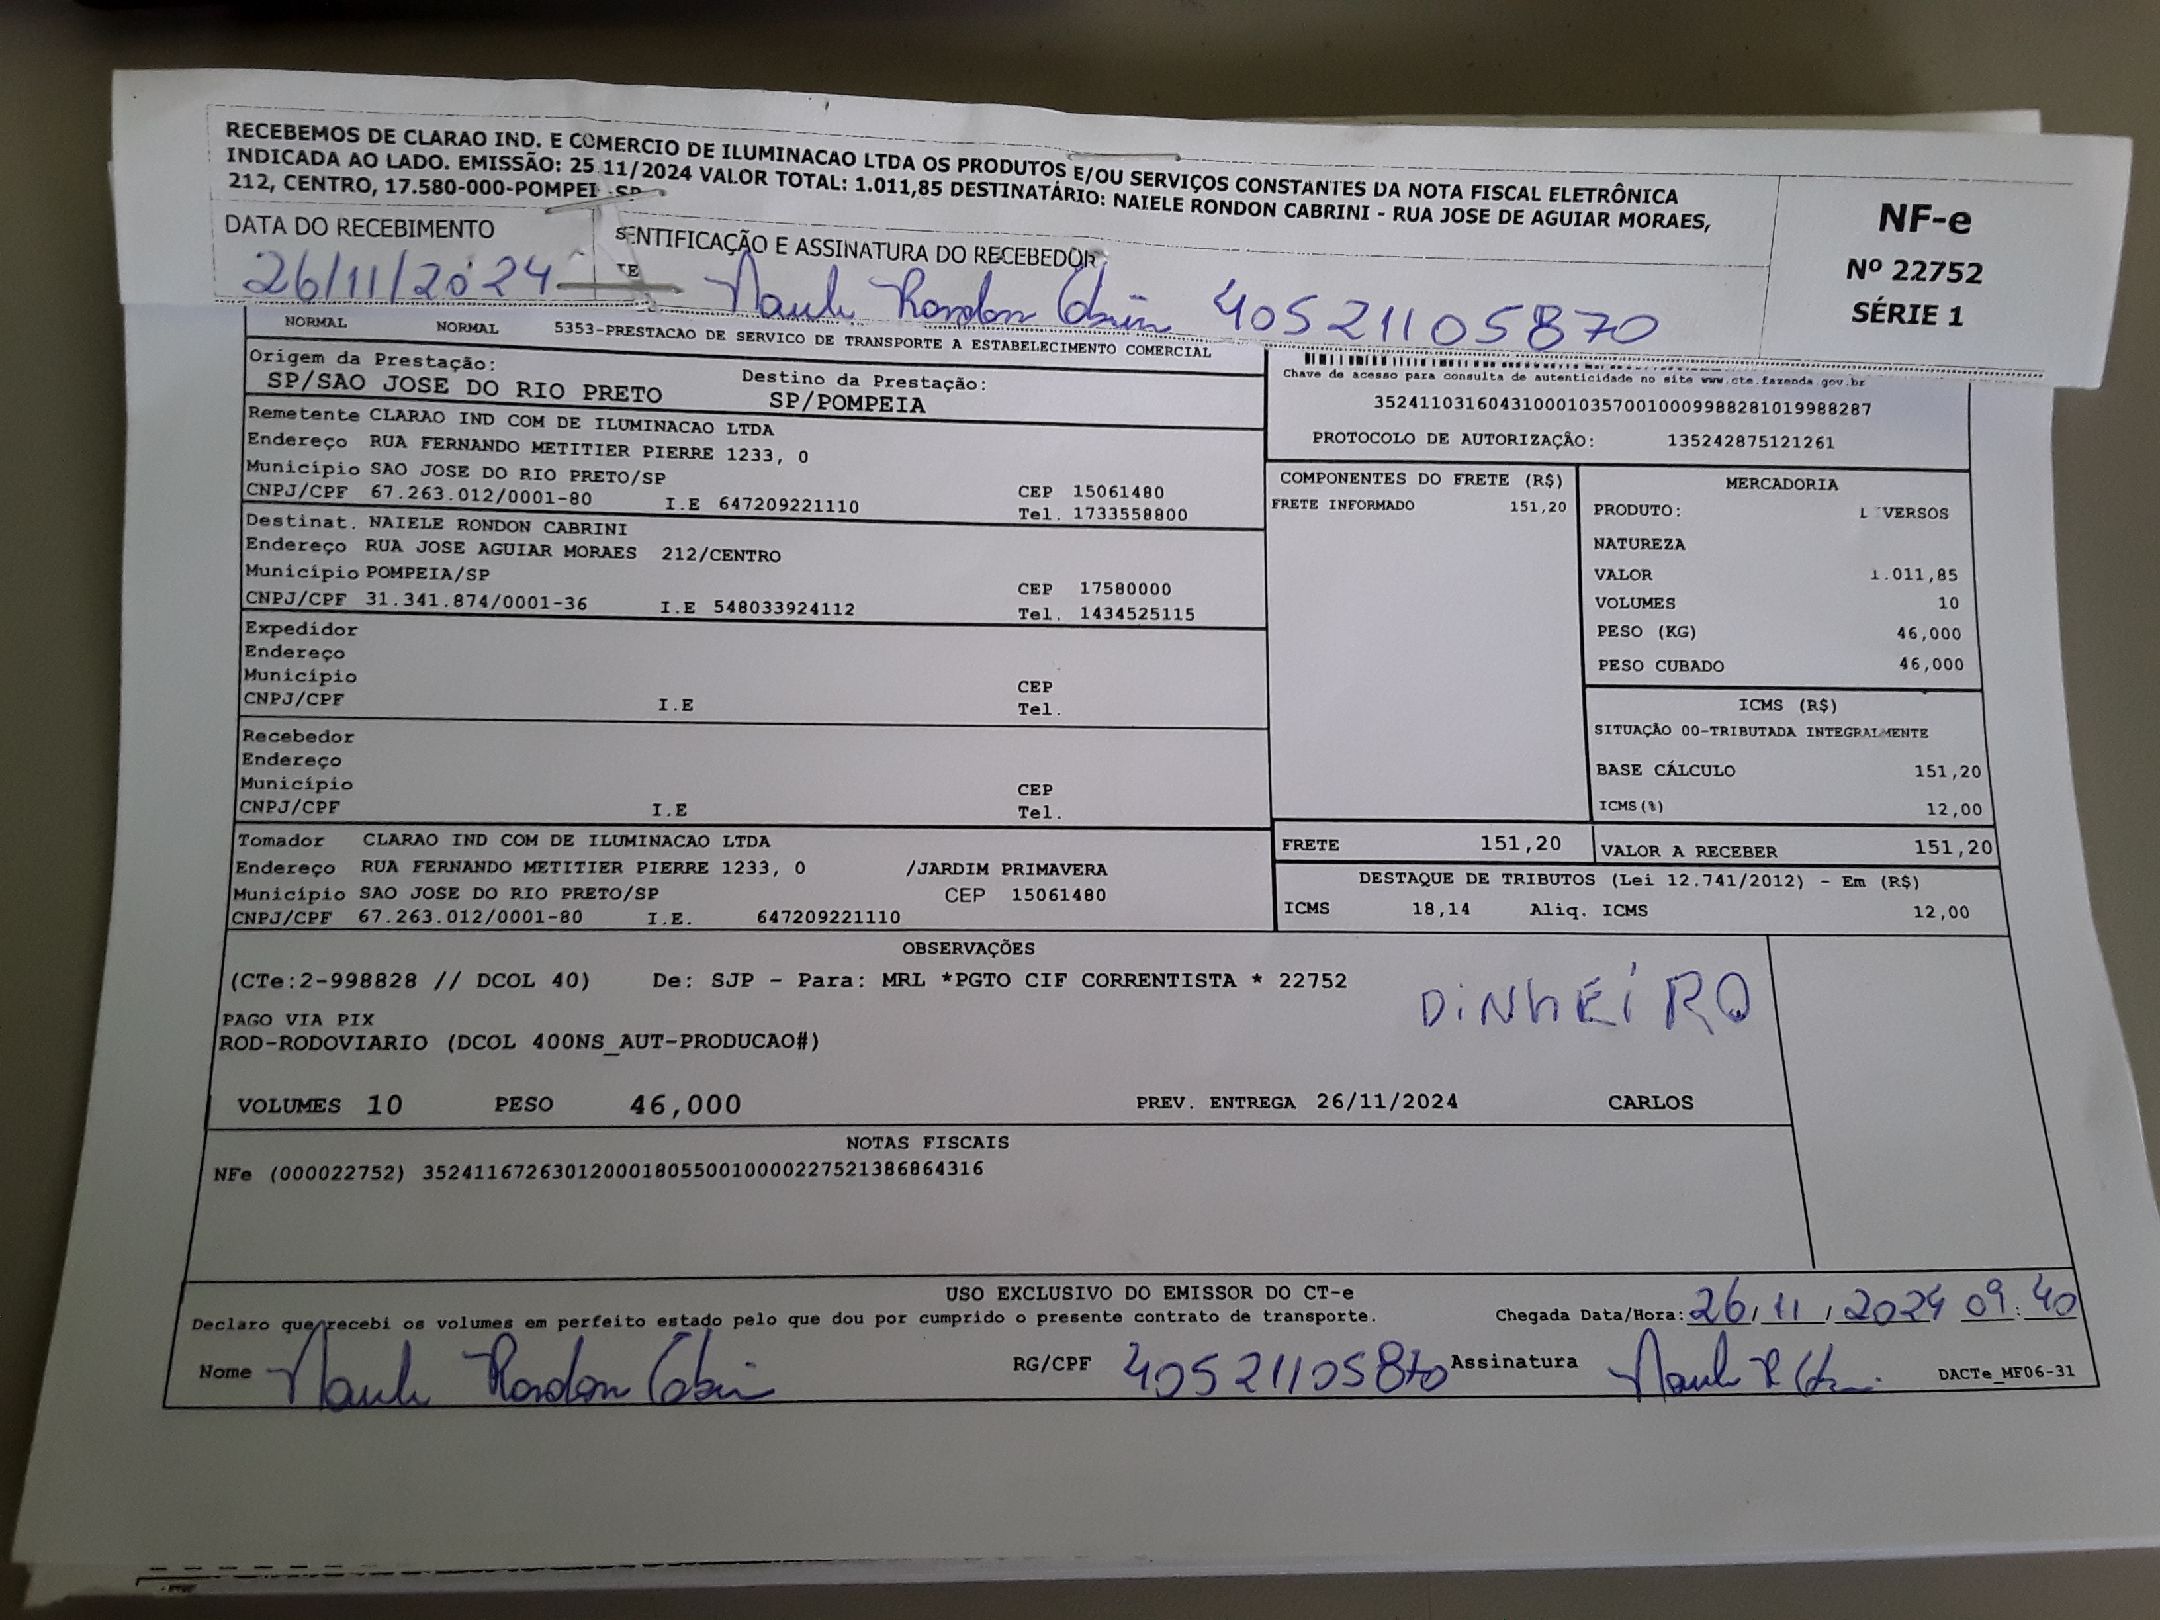 RECEBEMOS DE CLARAO IND. E COMERCIO DE ILUMINACAO LTDA OS PRODUTOS E/OU SERVIÇOS CONSTANTES DA NOTA FISCAL ELETRÔNICA
INDICADA AO LADO. EMISSÃO: 25 11/2024 VALOR TOTAL: 1.011,85 DESTINATÁRIO: NAIELE RONDON CABRINI - RUA JOSE DE AGUIAR MORAES,
212, CENTRO, 17.580-000-POMPEI SP
NF-e
Nº 22752
SÉRIE 1
DATA DO RECEBIMENTO
26/11/2024
ENTIFICAÇÃO E ASSINATURA DO RECEBEDOR
Rondon 40521105870
NORMAL NORMAL 5353-PRESTACAO DE SERVICO DE TRANSPORTE A ESTABELECIMENTO COMERCIAL
Origem da Prestação: Destino da Prestação:
SP/SAO JOSE DO RIO PRETO SP/POMPEIA
Chave de acesso para consulta de autenticidade no site www.cte.fazenda.gov.br
35241103160431000103570010009988281019988287
PROTOCOLO DE AUTORIZAÇÃO: 135242875121261
Remetente CLARAO IND COM DE ILUMINACAO LTDA
Endereço RUA FERNANDO METITIER PIERRE 1233, 0
Município SAO JOSE DO RIO PRETO/SP CEP 15061480
CNPJ/CPF 67.263.012/0001-80 I.E 647209221110 Tel. 1733558800
Destinat. NAIELE RONDON CABRINI
Endereço RUA JOSE AGUIAR MORAES 212/CENTRO
Município POMPEIA/SP CEP 17580000
CNPJ/CPF 31.341.874/0001-36 I.E 548033924112 Tel. 1434525115
Expedidor
Endereço
Município CEP
CNPJ/CPF I.E Tel.
Recebedor
Endereço
Município CEP
CNPJ/CPF I.E Tel.
Tomador CLARAO IND COM DE ILUMINACAO LTDA
Endereço RUA FERNANDO METITIER PIERRE 1233, 0 /JARDIM PRIMAVERA
Município SAO JOSE DO RIO PRETO/SP CEP 15061480
CNPJ/CPF 67.263.012/0001-80 I.E. 647209221110
COMPONENTES DO FRETE (R$)
FRETE INFORMADO 151,20
MERCADORIA
PRODUTO: D VERSOS
NATUREZA
VALOR 1.011,85
VOLUMES 10
PESO (KG) 46,000
PESO CUBADO 46,000
ICMS (R$)
SITUAÇÃO 00-TRIBUTADA INTEGRALMENTE
BASE CÁLCULO 151,20
ICMS(%) 12,00
FRETE 151,20 VALOR A RECEBER 151,20
DESTAQUE DE TRIBUTOS (Lei 12.741/2012) - Em (R$)
ICMS 18,14 Aliq. ICMS 12,00
OBSERVAÇÕES
(CTe:2-998828 // DCOL 40) De: SJP - Para: MRL *PGTO CIF CORRENTISTA * 22752
DINHEIRO
PAGO VIA PIX
ROD-RODOVIARIO (DCOL 400NS_AUT-PRODUCAO#)
VOLUMES 10 PESO 46,000 PREV. ENTREGA 26/11/2024 CARLOS
NOTAS FISCAIS
NFe (000022752) 35241167263012000180550010000227521386864316
USO EXCLUSIVO DO EMISSOR DO CT-e
Declaro que recebi os volumes em perfeito estado pelo que dou por cumprido o presente contrato de transporte. Chegada Data/Hora: 26/11/2024 09:40
Nome Rondon RG/CPF 40521105870 Assinatura DACTe_MF06-31